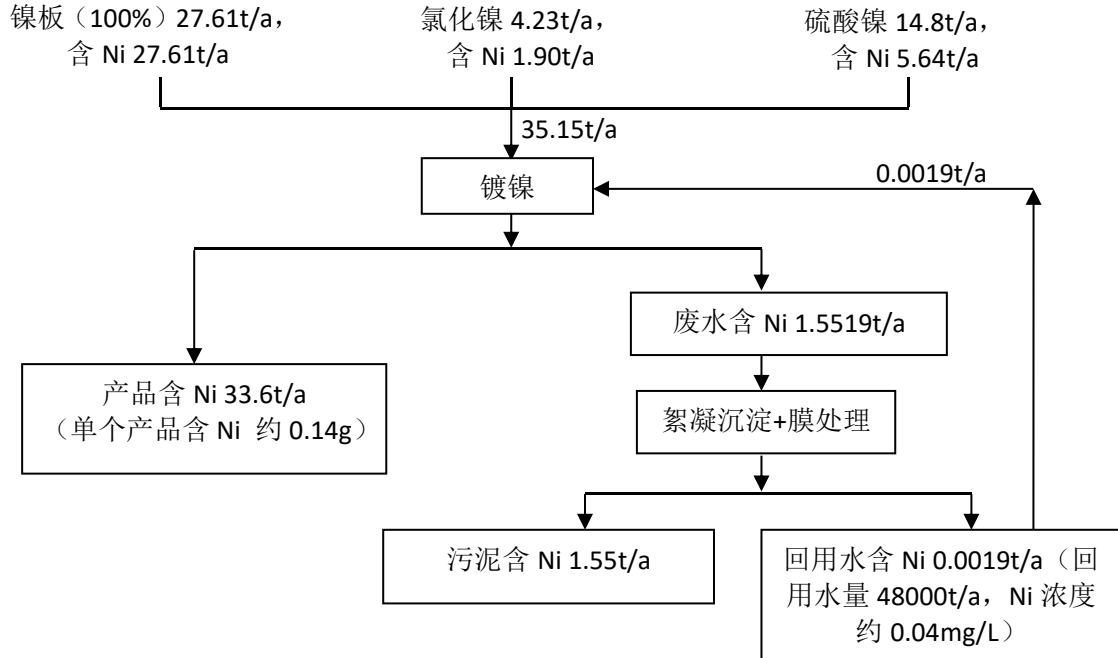 镍板（100%）27.61t/a，
含 Ni 27.61t/a
氯化镍 4.23t/a，
含 Ni 1.90t/a
硫酸镍 14.8t/a，
含 Ni 5.64t/a
35.15t/a
镀镍
0.0019t/a
废水含 Ni 1.5519t/a
产品含 Ni 33.6t/a
（单个产品含 Ni 约 0.14g）
絮凝沉淀+膜处理
污泥含 Ni 1.55t/a
回用水含 Ni 0.0019t/a（回
用水量 48000t/a，Ni 浓度
约 0.04mg/L）